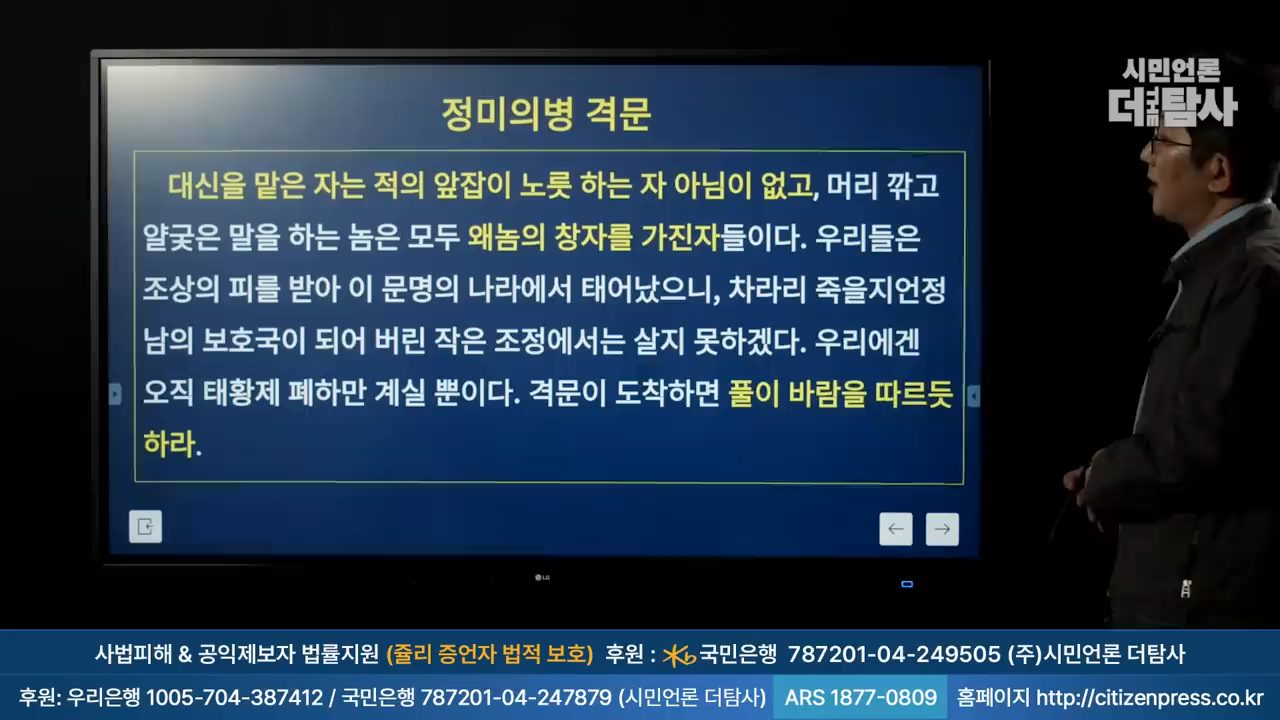 정미의병 격문
시민언론
더탐사
대신을 맡은 자는 적의 앞잡이 노릇 하는 자 아님이 없고, 머리 깎고
얄궂은 말을 하는 놈은 모두 왜놈의 창자를 가진자들이다. 우리들은
조상의 피를 받아 이 문명의 나라에서 태어났으니, 차라리 죽을지언정
남의 보호국이 되어 버린 작은 조정에서는 살지 못하겠다. 우리에겐
오직 태황제 폐하만 계실 뿐이다. 격문이 도착하면 풀이 바람을 따르듯
하라.
LG
사법피해 & 공익제보자 법률지원 (쥴리 증언자 법적 보호) 후원 : 국민은행 787201-04-249505 (주)시민언론 더탐사
후원: 우리은행 1005-704-387412 / 국민은행 787201-04-247879 (시민언론 더탐사) ARS 1877-0809 홈페이지 http://citizenpress.co.kr